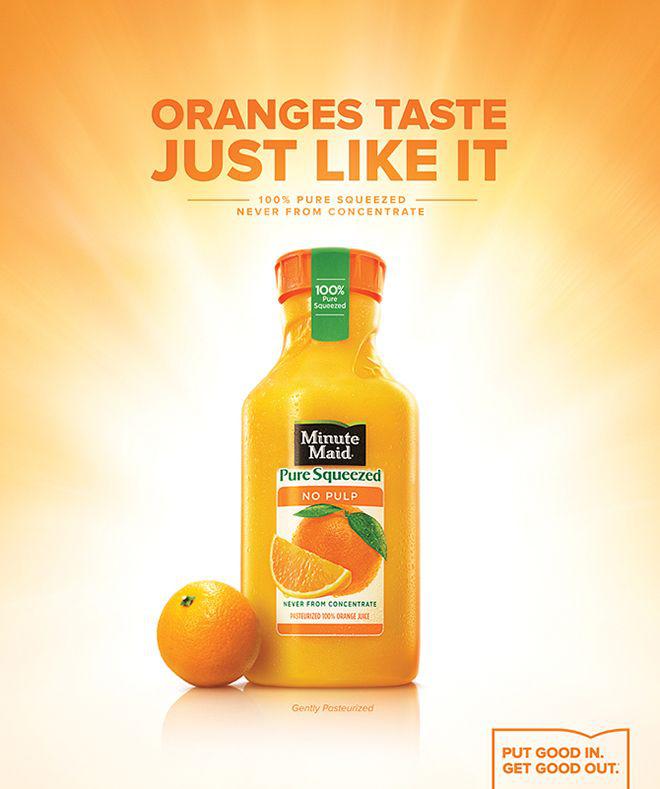 ORANGES TASTE
JUST LIKE IT
100% PURE SQUEEZED
NEVER FROM CONCENTRATE
100%
Pure
Squeezed
Minute
Maid.
Pure Squeezed
NO PULP
NEVER FROM CONCENTRATE
PASTEURIZED 100% ORANGE JUICE
Gently Pasteurized
PUT GOOD IN.
GET GOOD OUT.